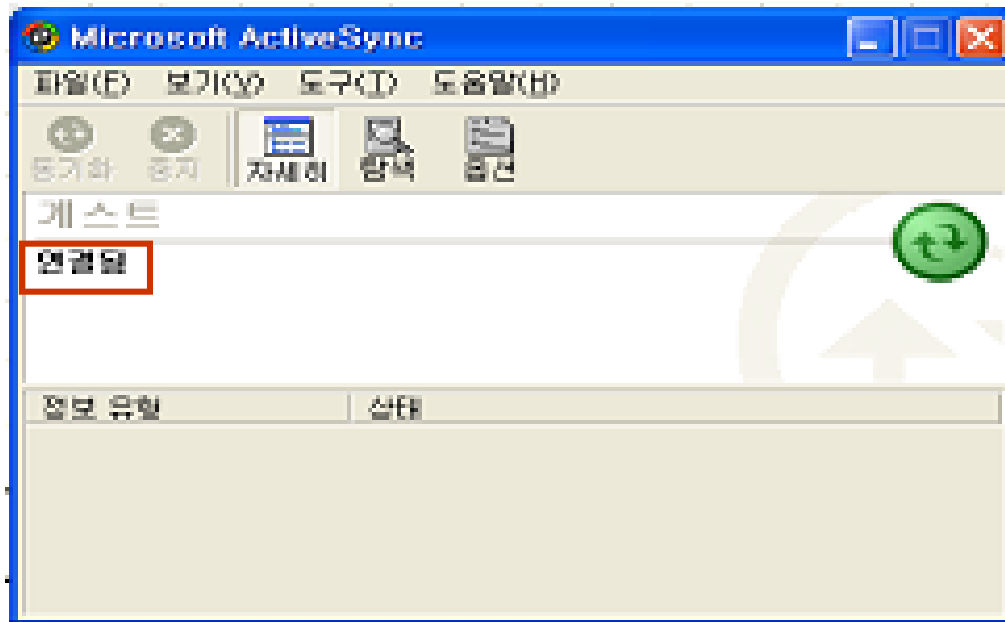 Microsoft ActiveSync
파일(F) 보기(V) 도구(T) 도움말(H)
동기화 중지 자세히 탐색 옵션
게스트
연결됨
정보 유형 상태